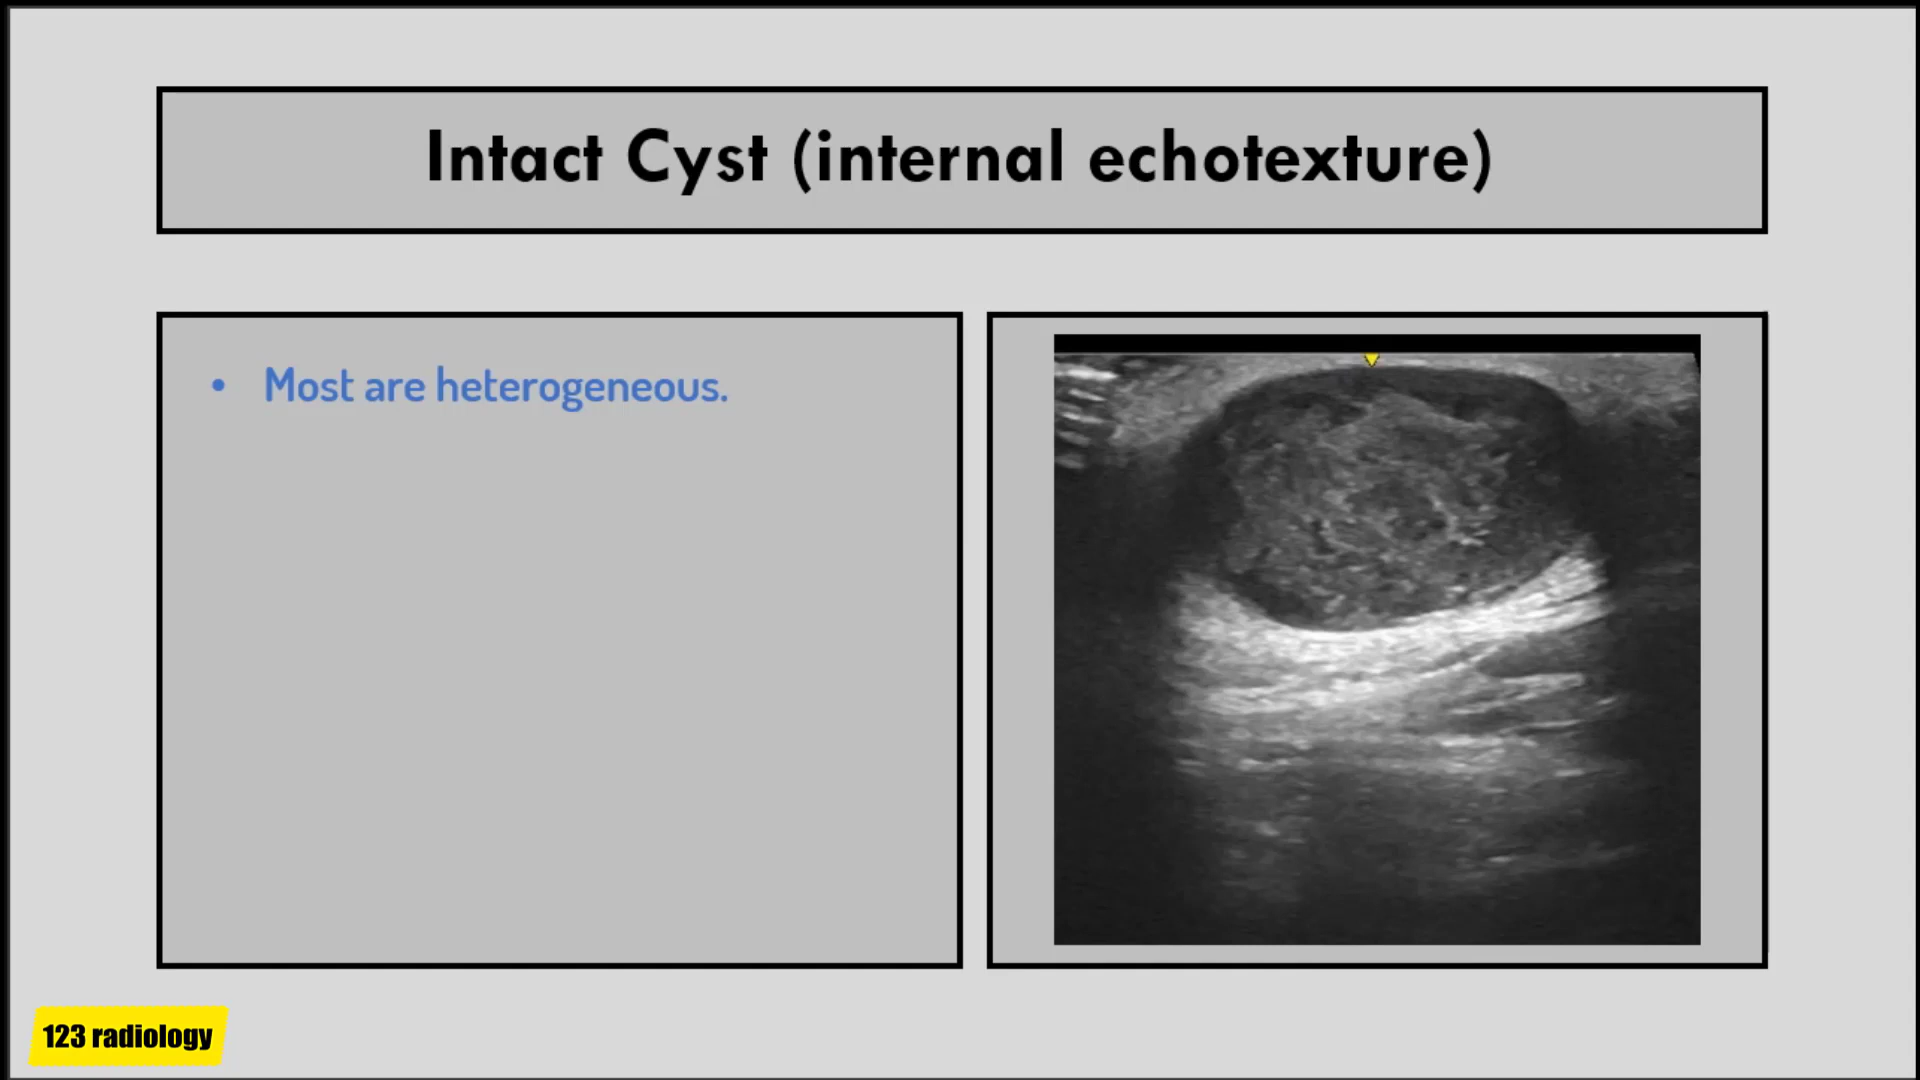 Intact Cyst (internal echotexture)
• Most are heterogeneous.
123 radiology